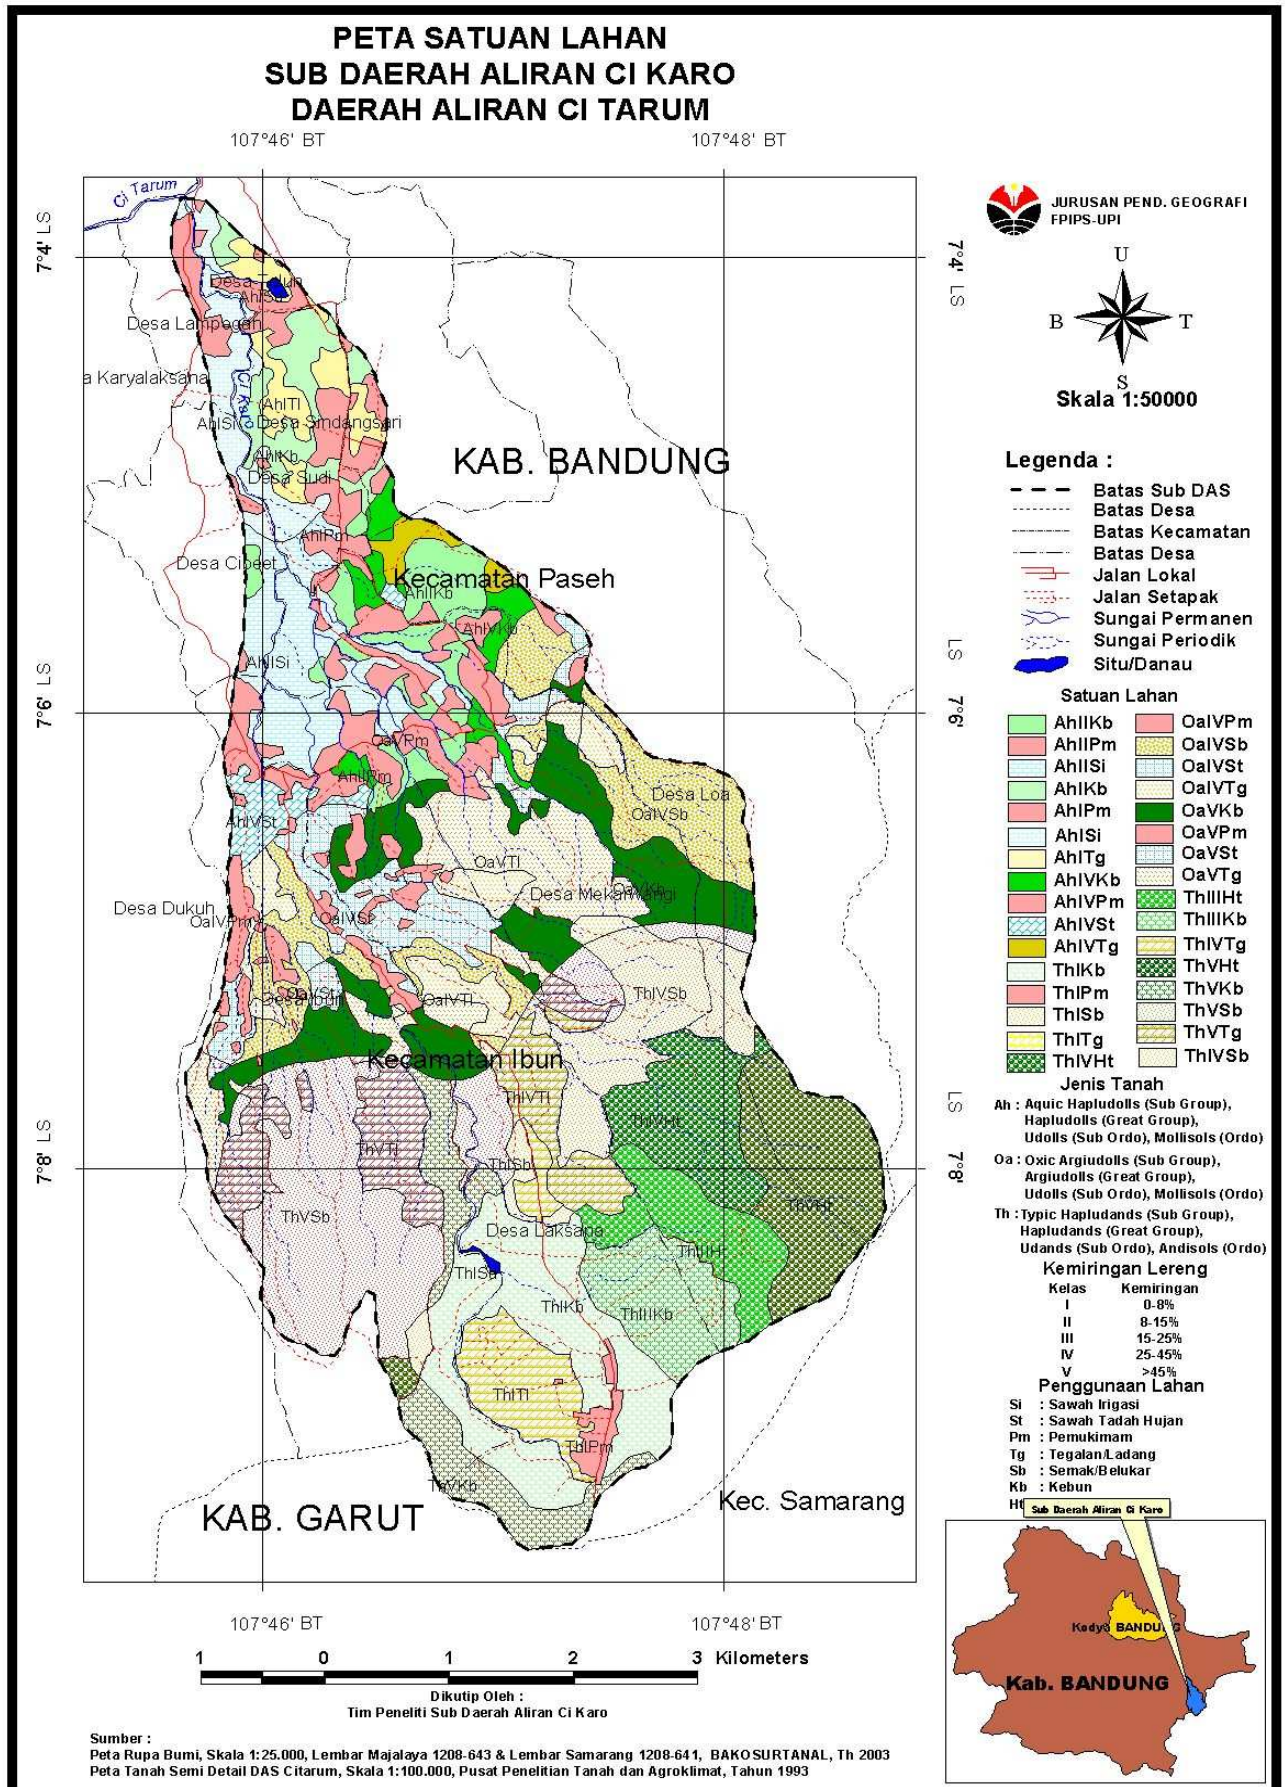 PETA SATUAN LAHAN
SUB DAERAH ALIRAN CI KARO
DAERAH ALIRAN CI TARUM
107°46' BT
107°48' BT
JURUSAN PEND. GEOGRAFI
FPIPS-UPI
7°4' LS
7°4' LS
U
B
T
S
Skala 1:50000
Ci Tarum
Desa Talun
AhISi
Desa Lampegan
a Karyalaksana
Ci Karo
AhITl
AhISi
Desa Sindangsari
AhIKb
Desa Sudi
KAB. BANDUNG
AhIPm
Desa Cibeet
Kecamatan Paseh
AhIIKb
AhIVKb
AhIISi
7°6' LS
7°6' LS
OaVPm
AhIIPm
Desa Loa
OaIVSb
AhIVSt
OaVTl
Desa Mekarwangi
OaVKb
Desa Dukuh
OaIVPm
OaIVSt
OaVSt
Desa Ibun
OaIVTl
ThIVSb
Kecamatan Ibun
ThIVTl
ThIVHt
ThVTl
ThISb
7°8' LS
7°8' LS
ThVHt
ThVSb
Desa Laksana
ThIIIHt
ThISb
ThIKb
ThIIIKb
ThITl
ThIPm
ThVKb
KAB. GARUT
Kec. Samarang
107°46' BT
107°48' BT
Legenda :
Batas Sub DAS
Batas Desa
Batas Kecamatan
Batas Desa
Jalan Lokal
Jalan Setapak
Sungai Permanen
Sungai Periodik
Situ/Danau
Satuan Lahan
AhIIKb
AhIIPm
AhIISi
AhIKb
AhIPm
AhISi
AhITg
AhIVKb
AhIVPm
AhIVSt
AhIVTg
ThIKb
ThIPm
ThISb
ThITg
ThIVHt
OaIVPm
OaIVSb
OaIVSt
OaIVTg
OaVKb
OaVPm
OaVSt
OaVTg
ThIIIHt
ThIIIKb
ThIVTg
ThVHt
ThVKb
ThVSb
ThVTg
ThIVSb
Jenis Tanah
Ah : Aquic Hapludolls (Sub Group),
Hapludolls (Great Group),
Udolls (Sub Ordo), Mollisols (Ordo)
Oa : Oxic Argiudolls (Sub Group),
Argiudolls (Great Group),
Udolls (Sub Ordo), Mollisols (Ordo)
Th : Typic Hapludands (Sub Group),
Hapludands (Great Group),
Udands (Sub Ordo), Andisols (Ordo)
Kemiringan Lereng
Kelas Kemiringan
I 0-8%
II 8-15%
III 15-25%
IV 25-45%
V >45%
Penggunaan Lahan
Si : Sawah Irigasi
St : Sawah Tadah Hujan
Pm : Pemukimam
Tg : Tegalan/Ladang
Sb : Semak/Belukar
Kb : Kebun
Ht
Sub Daerah Aliran Ci Karo
Kodya BANDUNG
Kab. BANDUNG
1 0 1 2 3 Kilometers
Dikutip Oleh :
Tim Peneliti Sub Daerah Aliran Ci Karo
Sumber :
Peta Rupa Bumi, Skala 1:25.000, Lembar Majalaya 1208-643 & Lembar Samarang 1208-641, BAKOSURTANAL, Th 2003
Peta Tanah Semi Detail DAS Citarum, Skala 1:100.000, Pusat Penelitian Tanah dan Agroklimat, Tahun 1993